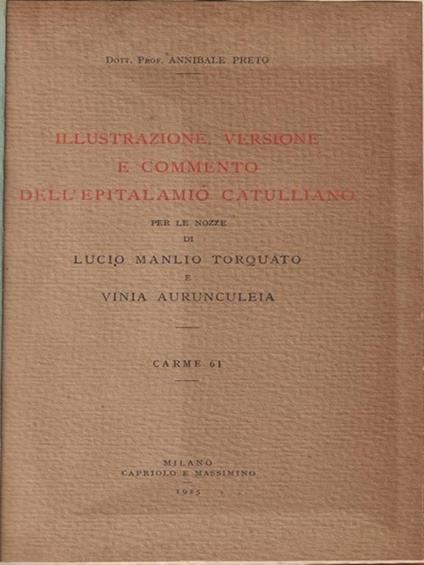 Dott. Prof. ANNIBALE PRETO
ILLUSTRAZIONE, VERSIONE
E COMMENTO
DELL'EPITALAMIO CATULLIANO
PER LE NOZZE
DI
LUCIO MANLIO TORQUATO
E
VINIA AURUNCULEIA
CARME 61
MILANO
CAPRIOLO E MASSIMINO
1925